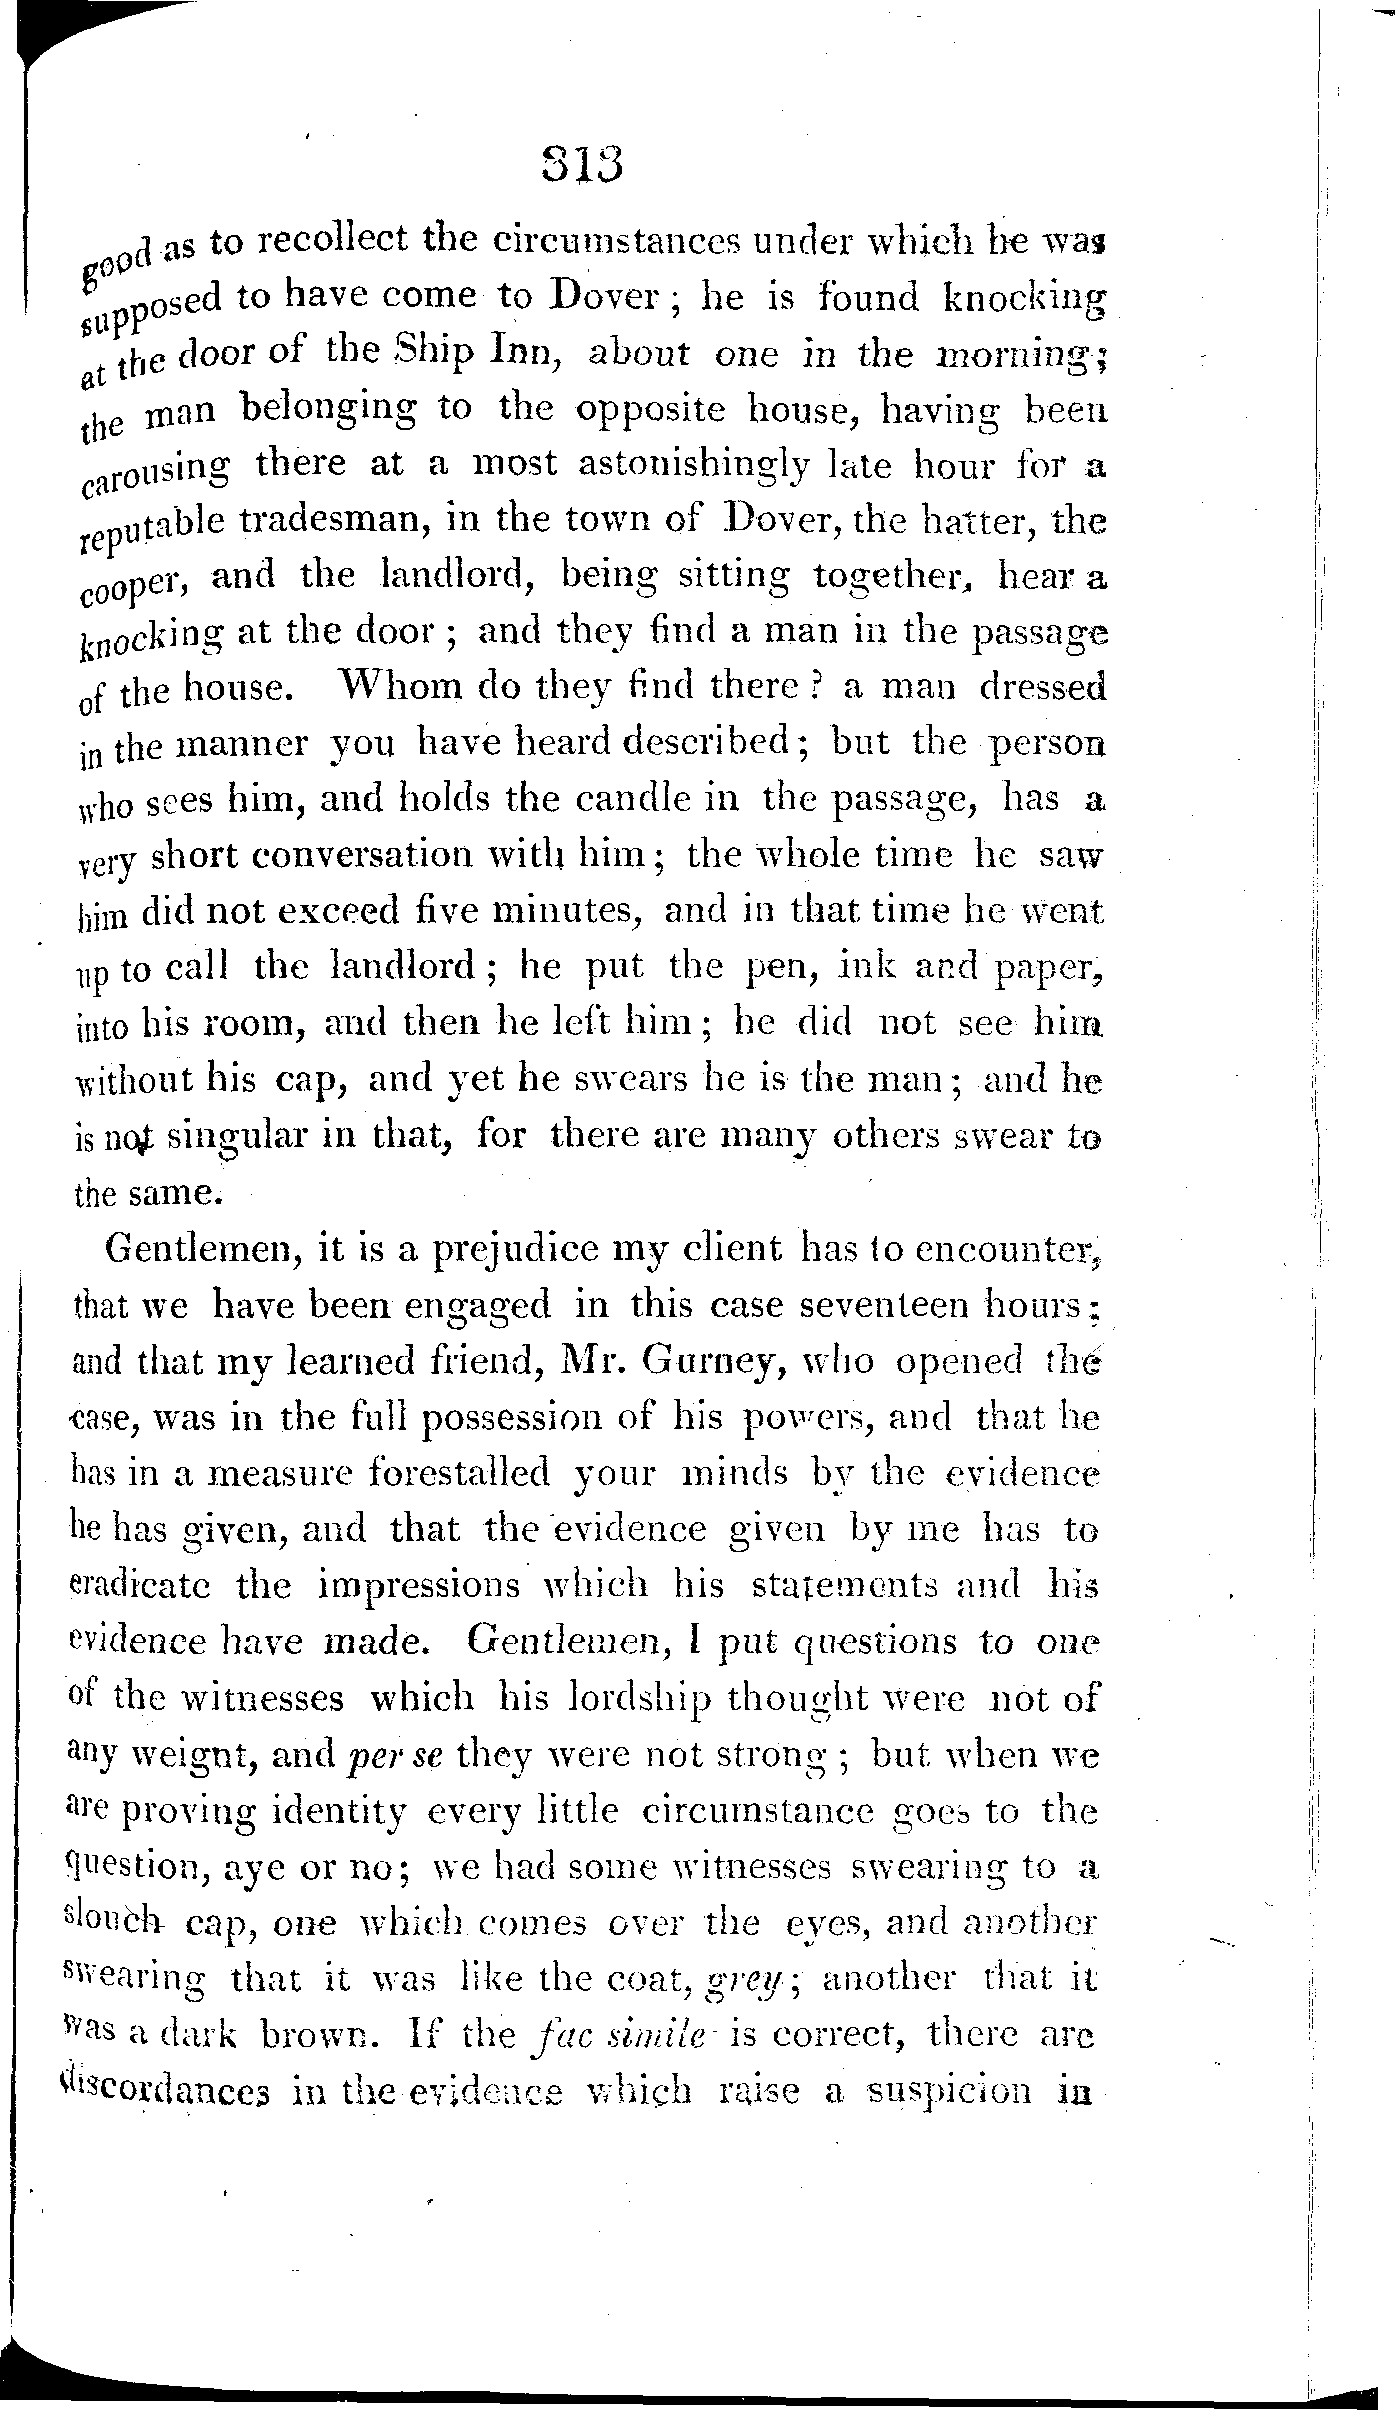 313
good as to recollect the circumstances under which he was
supposed to have come to Dover; he is found knocking
at the door of the Ship Inn, about one in the morning;
the man belonging to the opposite house, having been
carousing there at a most astonishingly late hour for a
reputable tradesman, in the town of Dover, the hatter, the
cooper, and the landlord, being sitting together, hear a
knocking at the door; and they find a man in the passage
of the house. Whom do they find there? a man dressed
in the manner you have heard described; but the person
who sees him, and holds the candle in the passage, has a
very short conversation with him; the whole time he saw
him did not exceed five minutes, and in that time he went
up to call the landlord; he put the pen, ink and paper,
into his room, and then he left him; he did not see him
without his cap, and yet he swears he is the man; and he
is not singular in that, for there are many others swear to
the same.
Gentlemen, it is a prejudice my client has to encounter,
that we have been engaged in this case seventeen hours;
and that my learned friend, Mr. Gurney, who opened the
case, was in the full possession of his powers, and that he
has in a measure forestalled your minds by the evidence
he has given, and that the evidence given by me has to
eradicate the impressions which his statements and his
evidence have made. Gentlemen, I put questions to one
of the witnesses which his lordship thought were not of
any weignt, and per se they were not strong; but when we
are proving identity every little circumstance goes to the
question, aye or no; we had some witnesses swearing to a
slouch cap, one which comes over the eyes, and another
swearing that it was like the coat, grey; another that it
was a dark brown. If the fac simile is correct, there are
discordances in the evidence which raise a suspicion in